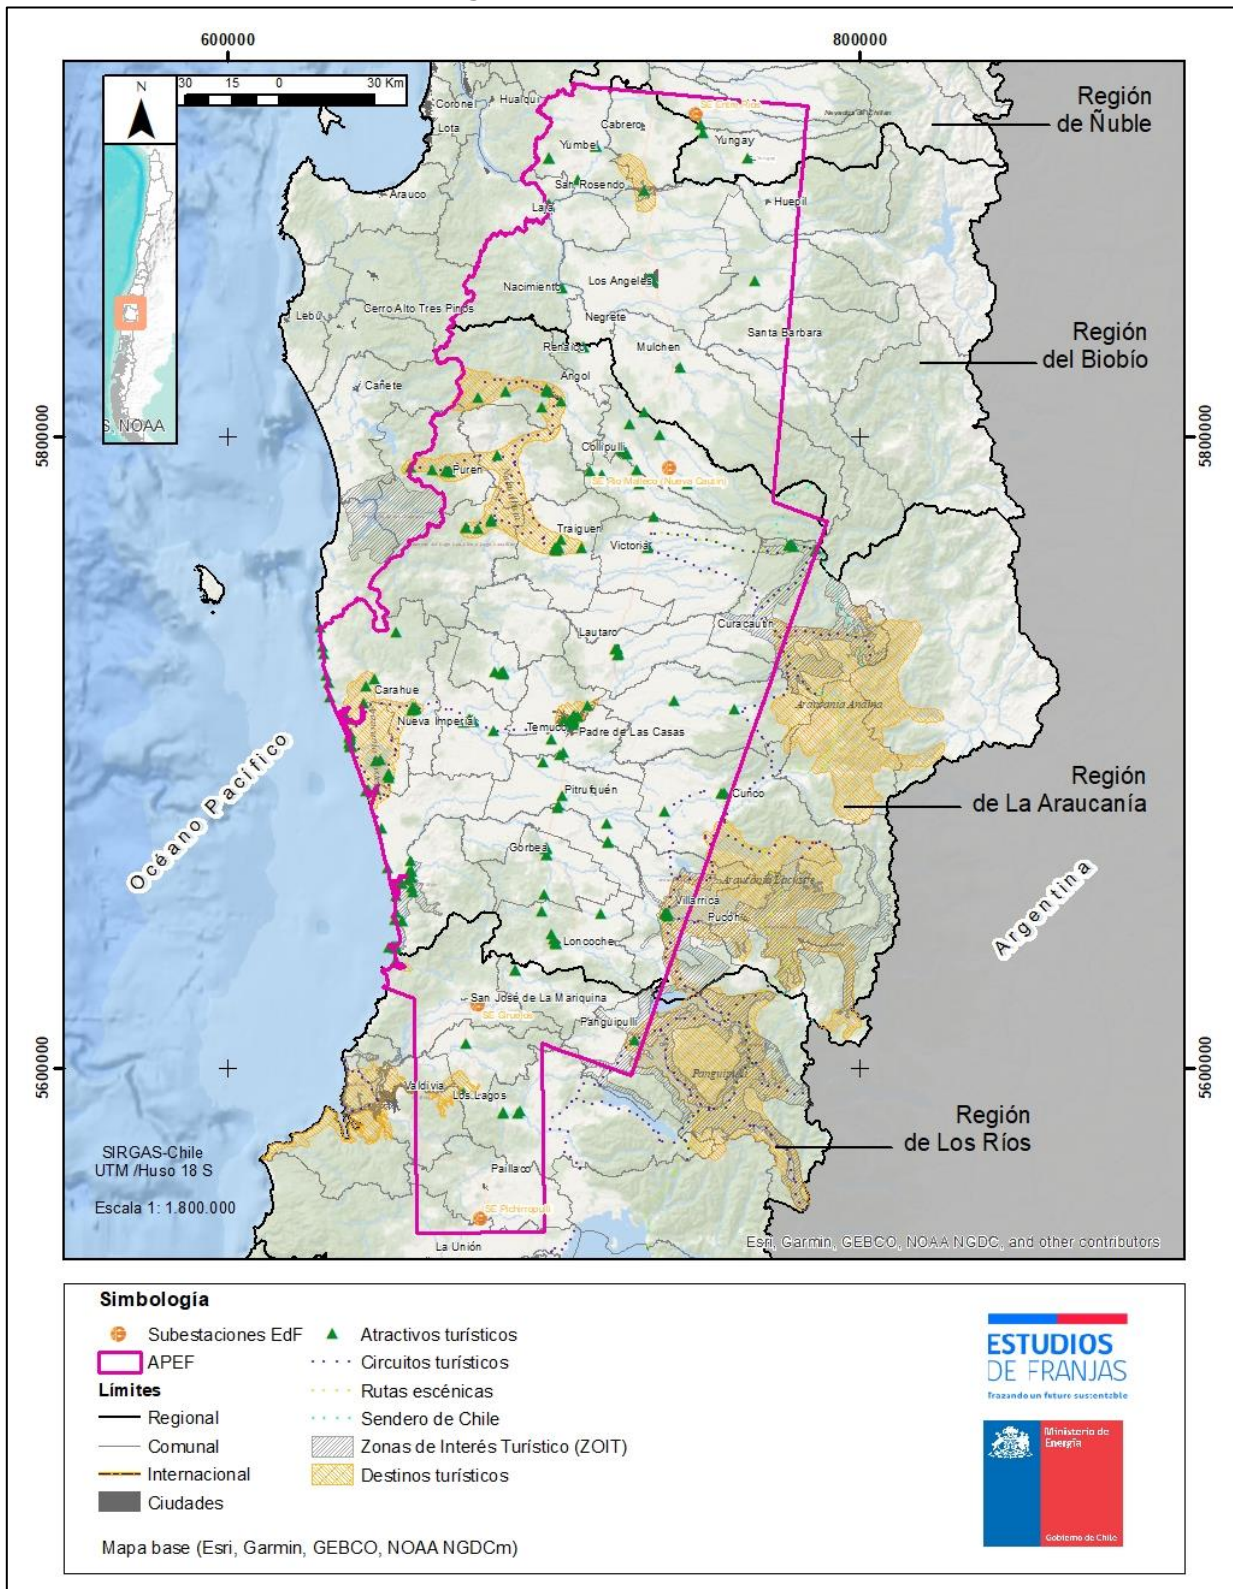 600000
800000
N
30 15 0 30 Km
S, NOAA
Coronel
Hualqui
Lota
Cabrero
SE Entre Ríos
Yungay
Yumbel
San Rosendo
Arauco
Laja
Huepil
Región
de Ñuble
Los Angeles
Nacimiento
Negrete
Cerro Alto Tres Pinos
Lebu
Santa Barbara
Renaico
Mulchen
Región
del Biobío
Angol
Cañete
5800000
5800000
Collipulli
SE Río Malleco (Nueva Cautín)
Puren
Traiguen
Victoria
Curacautín
Lautaro
Carahue
Araucanía Andina
Nueva Imperial
Temuco
Padre de Las Casas
Océano Pacífico
Pitrufquén
Cunco
Región
de La Araucanía
Gorbea
Araucanía Lacustre
Villarrica
Pucón
Argentina
Loncoche
San José de La Mariquina
SE Ciruelos
Panguipulli
5600000
5600000
Panguipulli
Valdivia
Los Lagos
Región
de Los Ríos
Paillaco
SE Pichirropulli
La Unión
SIRGAS-Chile
UTM /Huso 18 S
Escala 1: 1.800.000
Esri, Garmin, GEBCO, NOAA NGDC, and other contributors
Simbología
Subestaciones EdF
APEF
Límites
Regional
Comunal
Internacional
Ciudades
Atractivos turísticos
Circuitos turísticos
Rutas escénicas
Sendero de Chile
Zonas de Interés Turístico (ZOIT)
Destinos turísticos
Mapa base (Esri, Garmin, GEBCO, NOAA NGDCm)
ESTUDIOS
DE FRANJAS
Trazando un futuro sustentable
Ministerio de
Energía
Gobierno de Chile